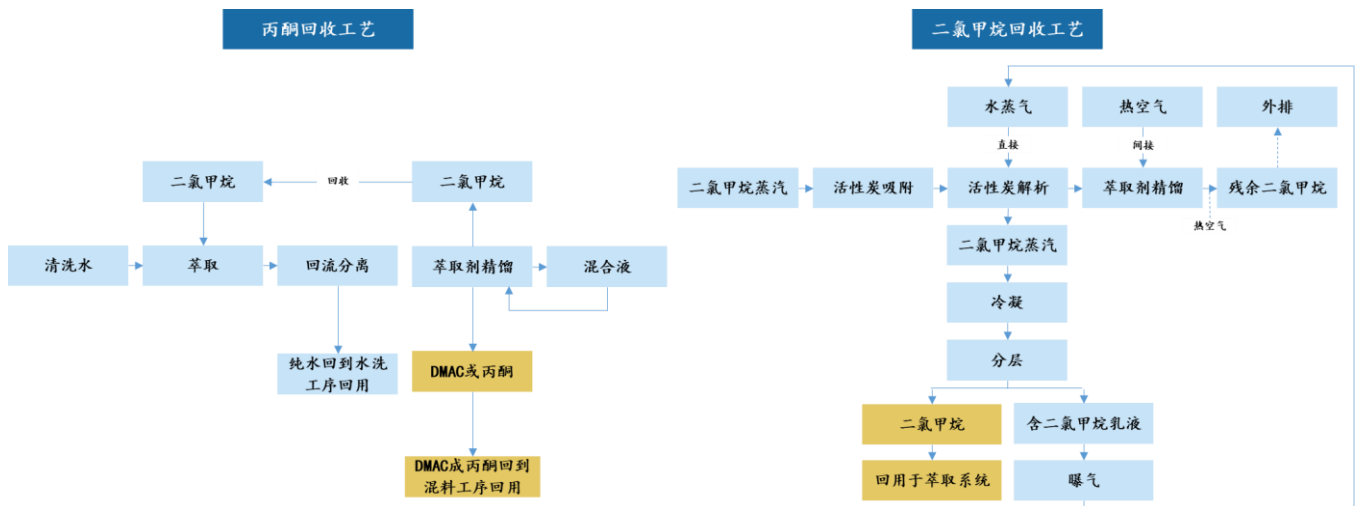 丙酮回收工艺
二氯甲烷
回收
二氯甲烷
清洗水
萃取
回流分离
萃取剂精馏
混合液
纯水回到水洗
工序回用
DMAC或丙酮
DMAC成丙酮回到
混料工序回用
二氯甲烷回收工艺
水蒸气
热空气
外排
直接
间接
二氯甲烷蒸汽
活性炭吸附
活性炭解析
萃取剂精馏
残余二氯甲烷
热空气
二氯甲烷蒸汽
冷凝
分层
二氯甲烷
含二氯甲烷乳液
回用于萃取系统
曝气